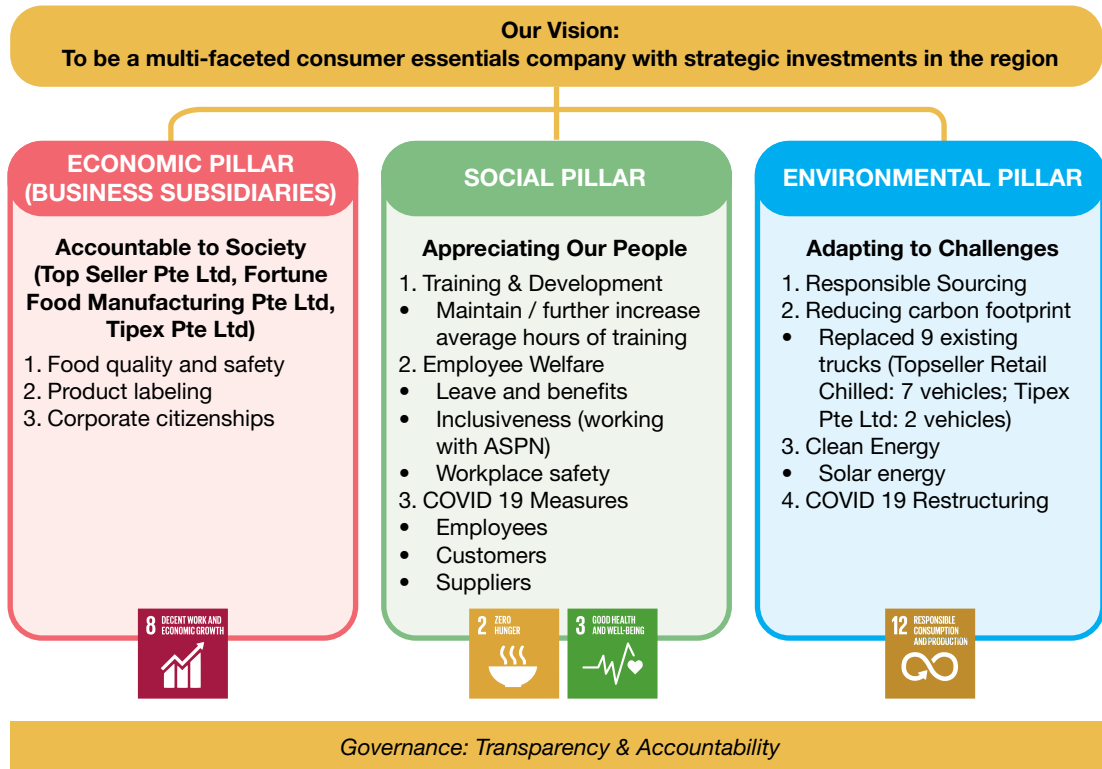 Our Vision:
To be a multi-faceted consumer essentials company with strategic investments in the region
ECONOMIC PILLAR
(BUSINESS SUBSIDIARIES)
Accountable to Society
(Top Seller Pte Ltd, Fortune
Food Manufacturing Pte Ltd,
Tipex Pte Ltd)
1. Food quality and safety
2. Product labeling
3. Corporate citizenships
8 DECENT WORK AND
ECONOMIC GROWTH
SOCIAL PILLAR
Appreciating Our People
1. Training & Development
• Maintain / further increase
average hours of training
2. Employee Welfare
• Leave and benefits
• Inclusiveness (working
with ASPN)
• Workplace safety
3. COVID 19 Measures
• Employees
• Customers
• Suppliers
2 ZERO
HUNGER
3 GOOD HEALTH
AND WELL-BEING
ENVIRONMENTAL PILLAR
Adapting to Challenges
1. Responsible Sourcing
2. Reducing carbon footprint
• Replaced 9 existing
trucks (Topseller Retail
Chilled: 7 vehicles; Tipex
Pte Ltd: 2 vehicles)
3. Clean Energy
• Solar energy
4. COVID 19 Restructuring
12 RESPONSIBLE
CONSUMPTION
AND PRODUCTION
Governance: Transparency & Accountability